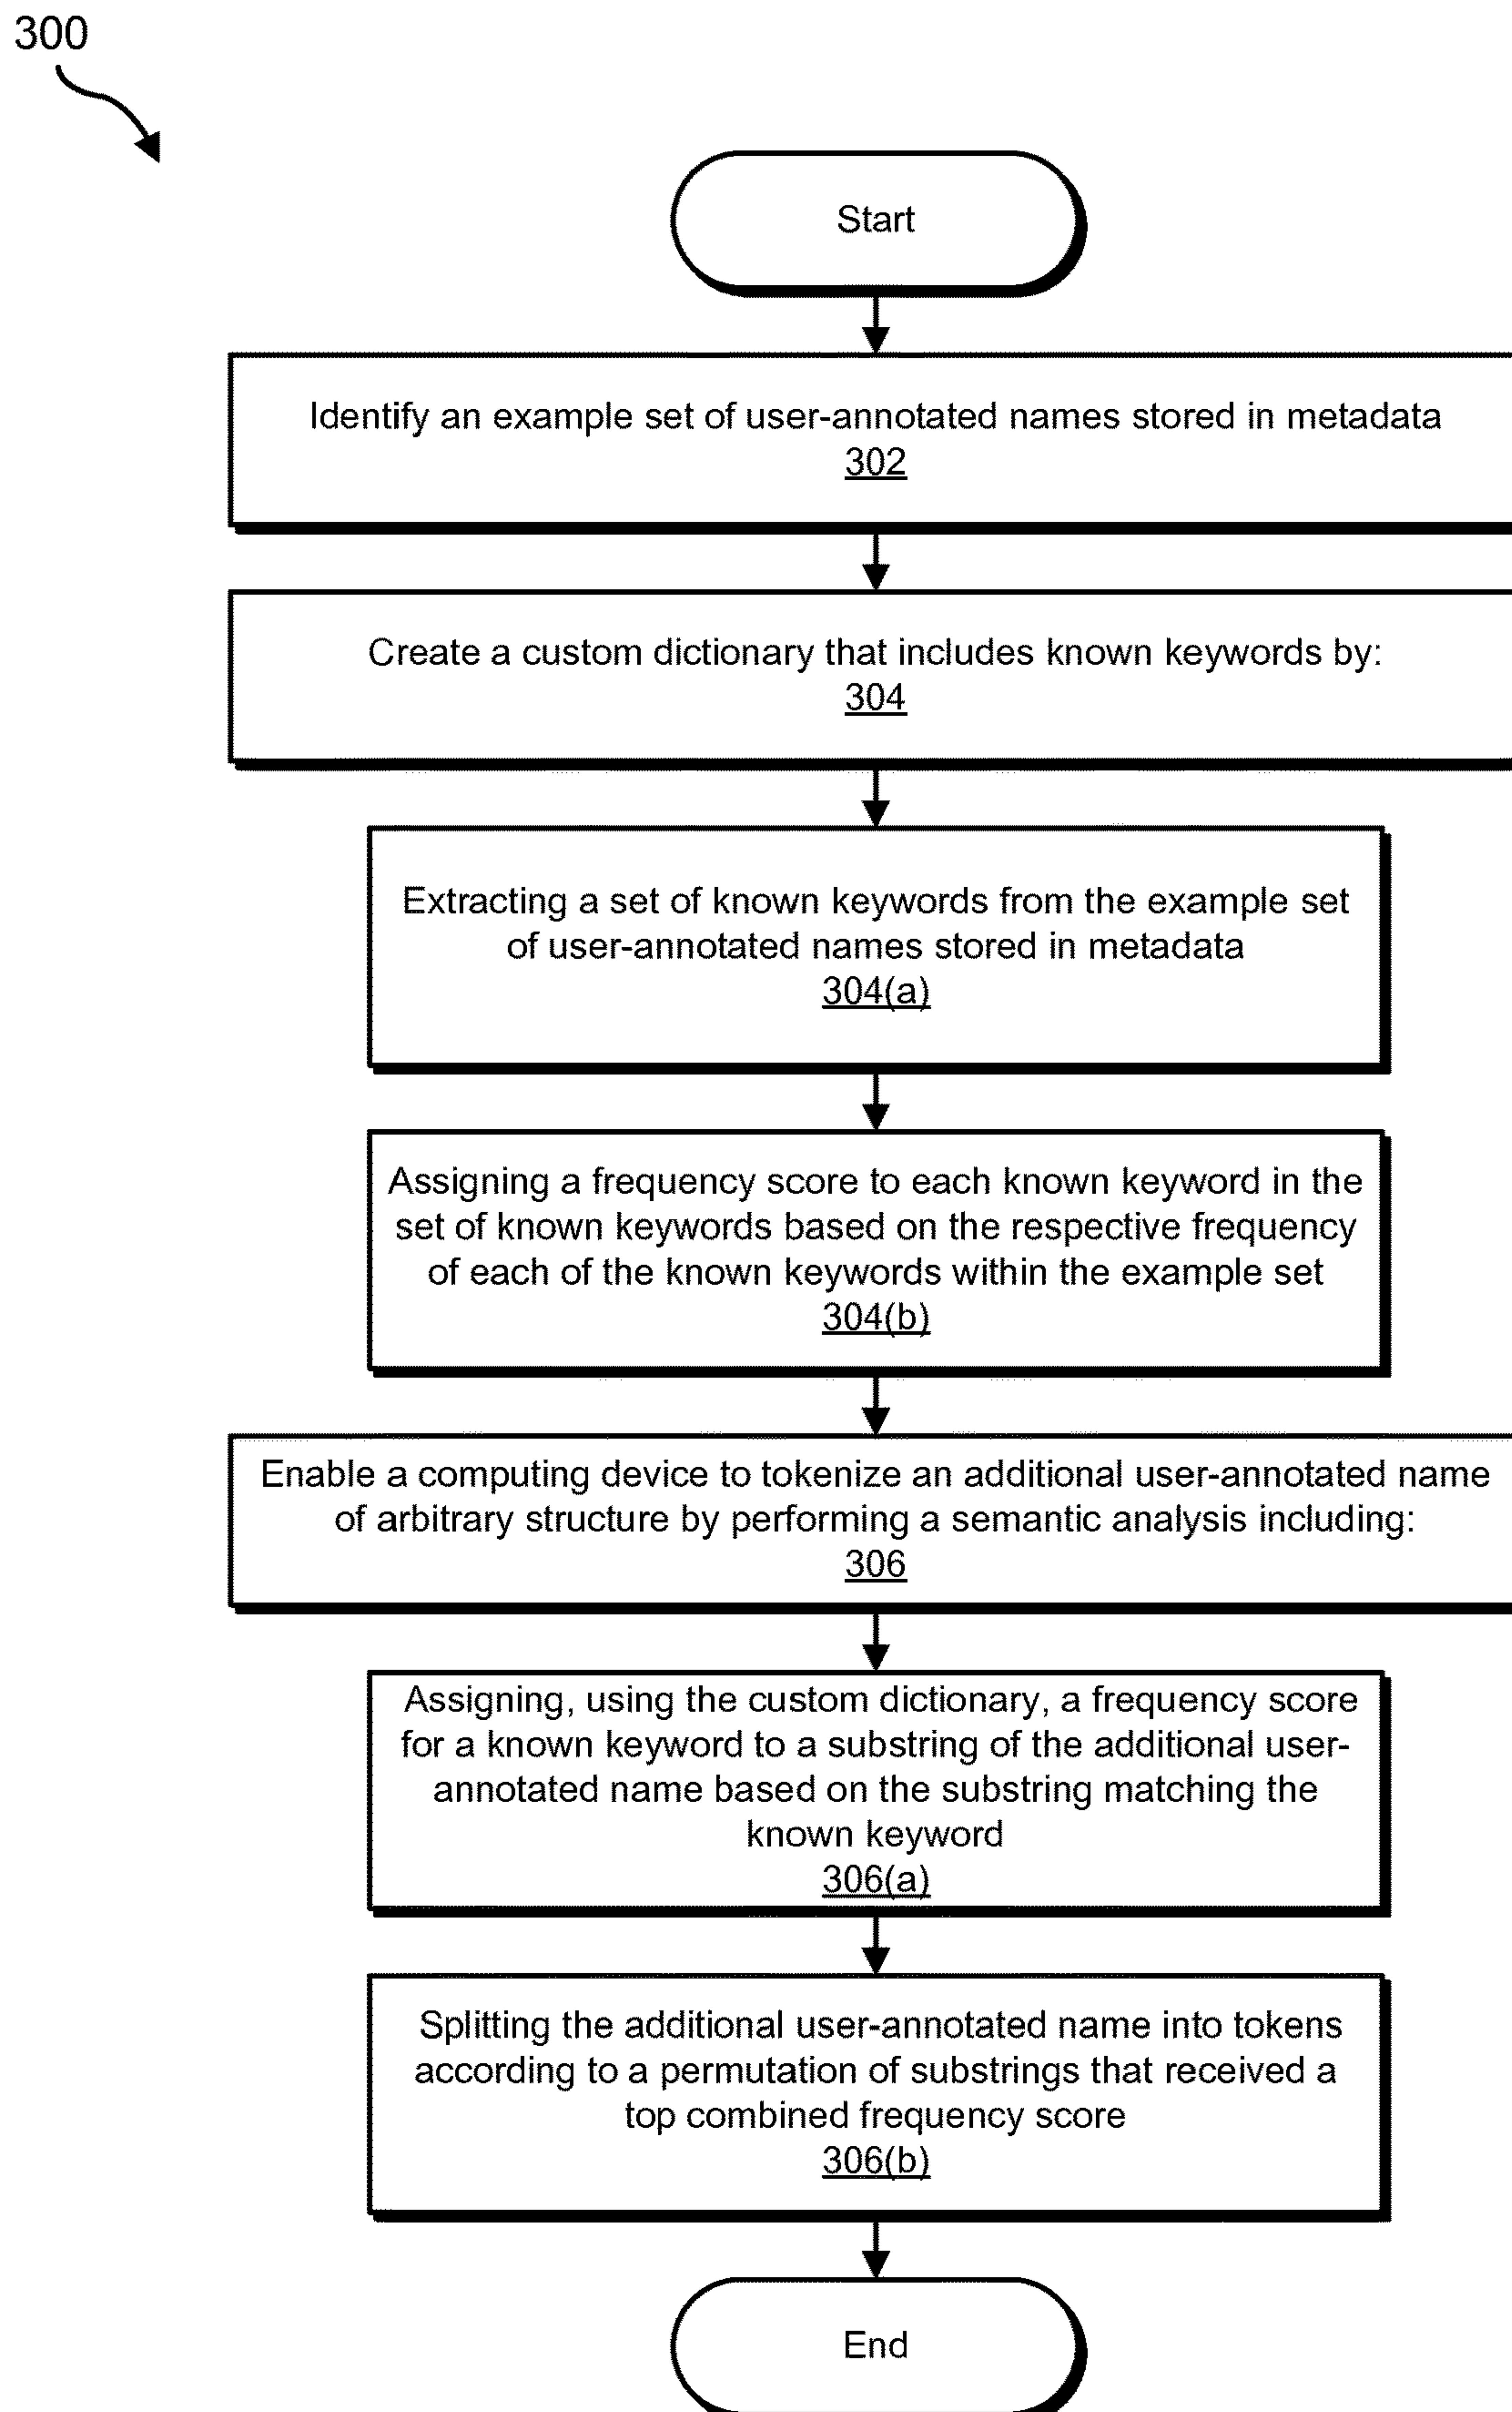 300
Start
Identify an example set of user-annotated names stored in metadata
302
Create a custom dictionary that includes known keywords by:
304
Extracting a set of known keywords from the example set
of user-annotated names stored in metadata
304(a)
Assigning a frequency score to each known keyword in the
set of known keywords based on the respective frequency
of each of the known keywords within the example set
304(b)
Enable a computing device to tokenize an additional user-annotated name
of arbitrary structure by performing a semantic analysis including:
306
Assigning, using the custom dictionary, a frequency score
for a known keyword to a substring of the additional user-
annotated name based on the substring matching the
known keyword
306(a)
Splitting the additional user-annotated name into tokens
according to a permutation of substrings that received a
top combined frequency score
306(b)
End